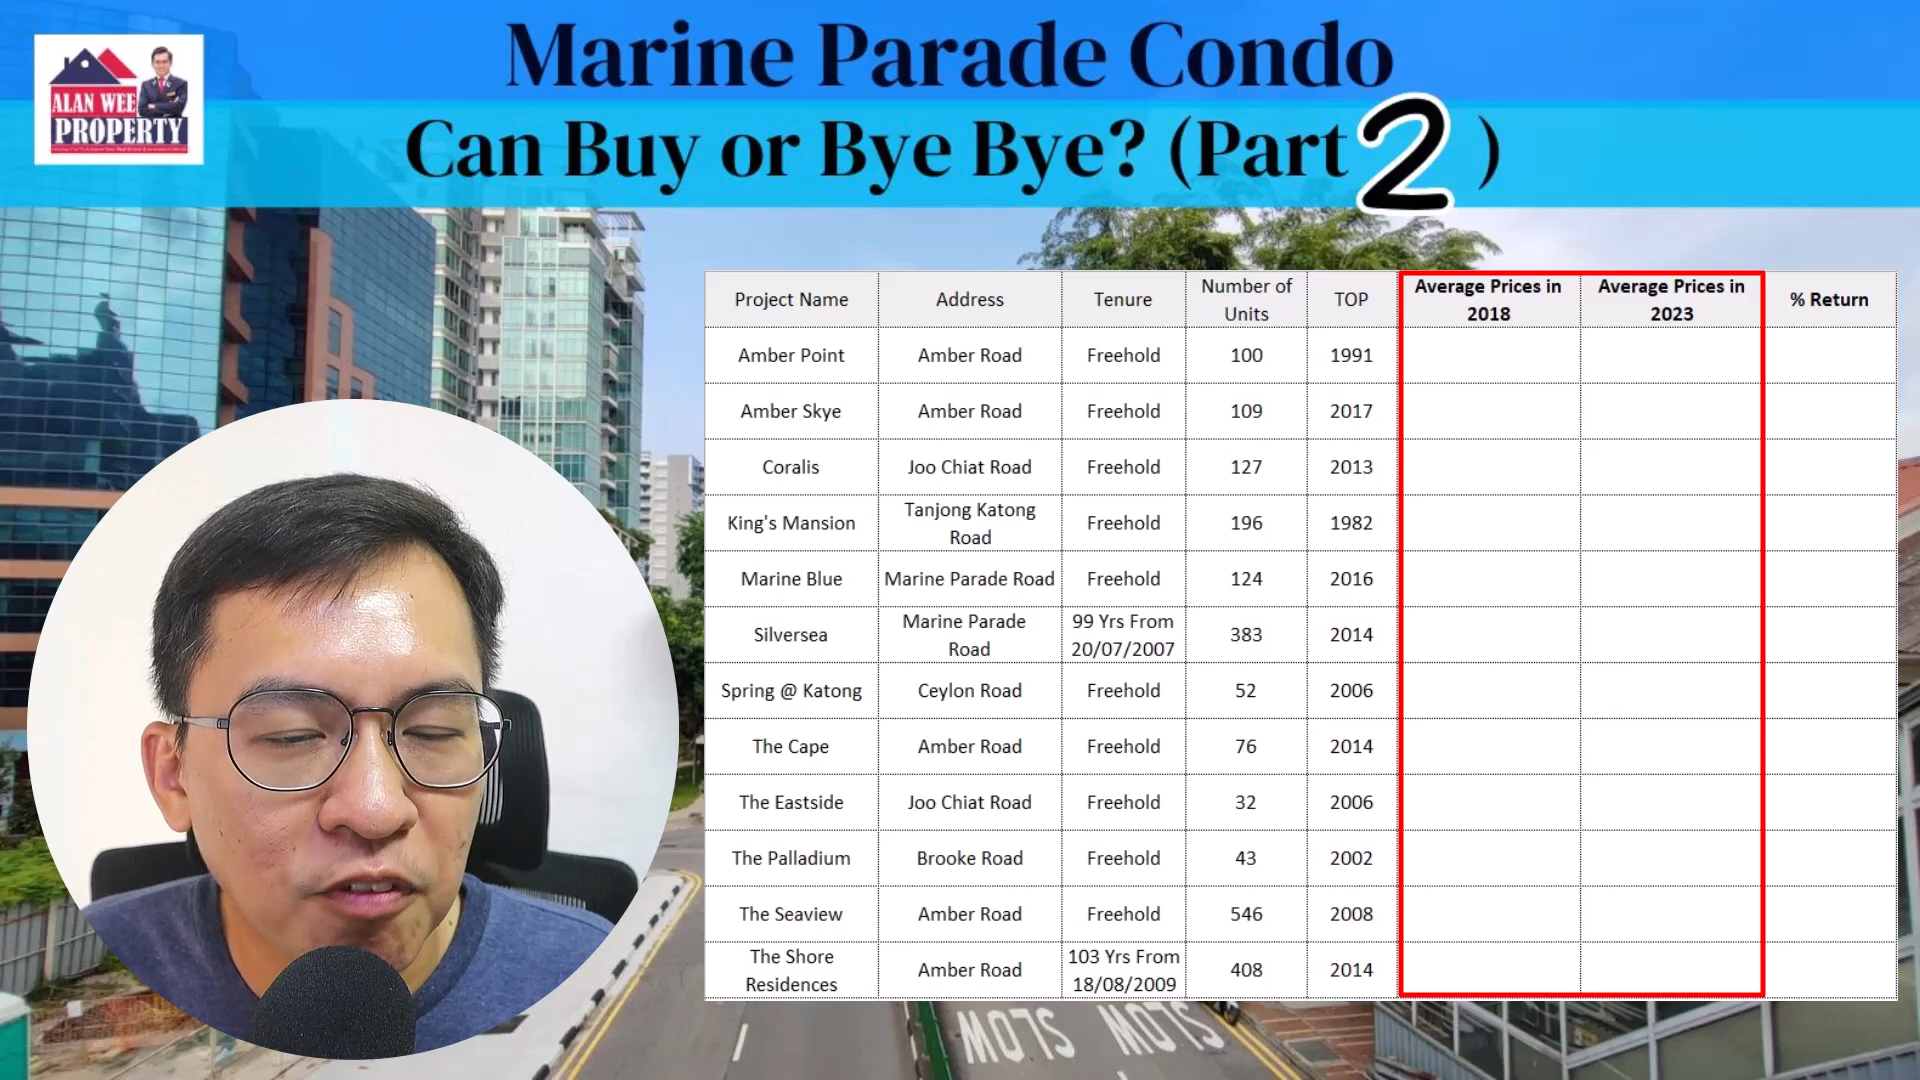 Marine Parade Condo
Can Buy or Bye Bye? (Part 2 )
ALAN WEE
PROPERTY
Project Name Address Tenure Number of Units TOP Average Prices in 2018 Average Prices in 2023 % Return
Amber Point Amber Road Freehold 100 1991
Amber Skye Amber Road Freehold 109 2017
Coralis Joo Chiat Road Freehold 127 2013
King's Mansion Tanjong Katong Road Freehold 196 1982
Marine Blue Marine Parade Road Freehold 124 2016
Silversea Marine Parade Road 99 Yrs From 20/07/2007 383 2014
Spring @ Katong Ceylon Road Freehold 52 2006
The Cape Amber Road Freehold 76 2014
The Eastside Joo Chiat Road Freehold 32 2006
The Palladium Brooke Road Freehold 43 2002
The Seaview Amber Road Freehold 546 2008
The Shore Residences Amber Road 103 Yrs From 18/08/2009 408 2014
SLOW SLOW